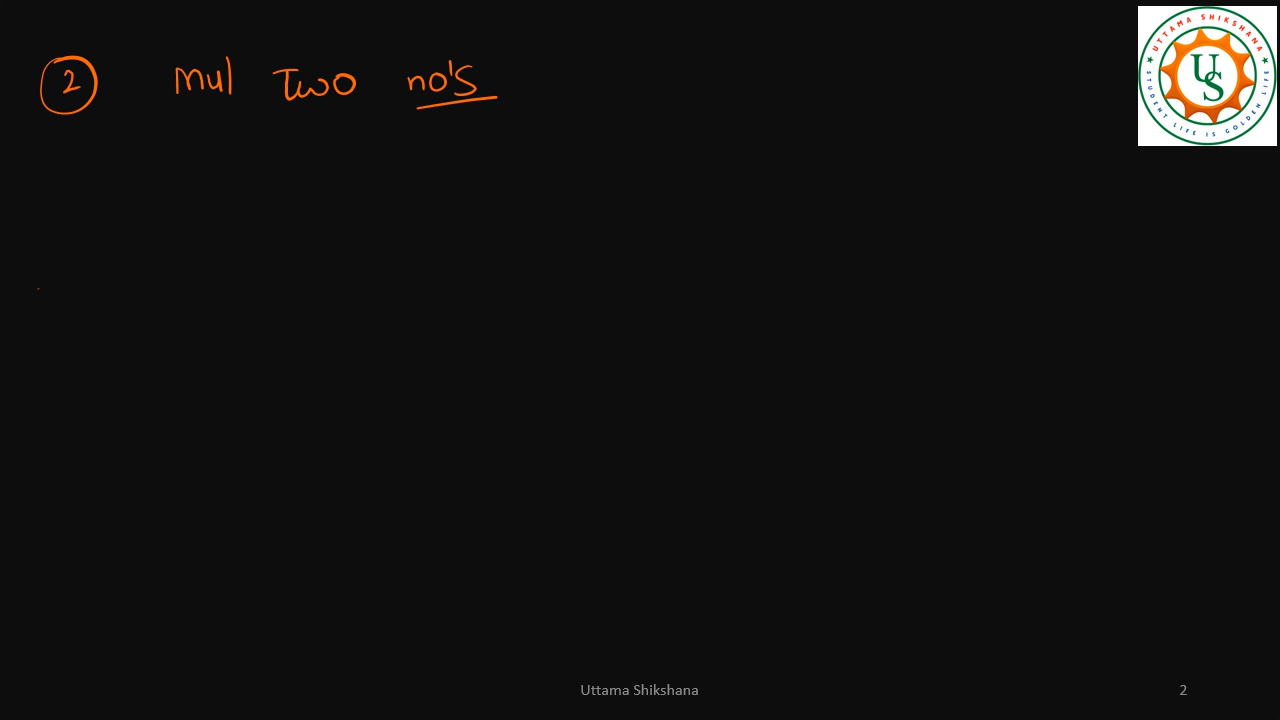 2 mul Two no's
UTTAMA SHIKSHANA
US
STUDENT LIFE IS GOLDEN LIFE
Uttama Shikshana 2